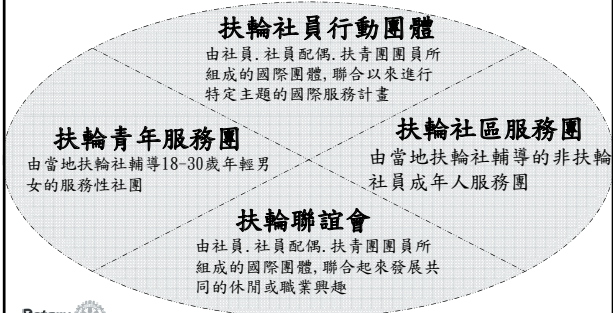 扶輪社員行動團體
由社員.社員配偶.扶青團團員所
組成的國際團體,聯合以來進行
特定主題的國際服務計畫
扶輪青年服務團
由當地扶輪社輔導18-30歲年輕男
女的服務性社團
扶輪社區服務團
由當地扶輪社輔導的非扶輪
社員成年人服務團
扶輪聯誼會
由社員.社員配偶.扶青團團員所
組成的國際團體,聯合起來發展共
同的休閒或職業興趣
Rotary